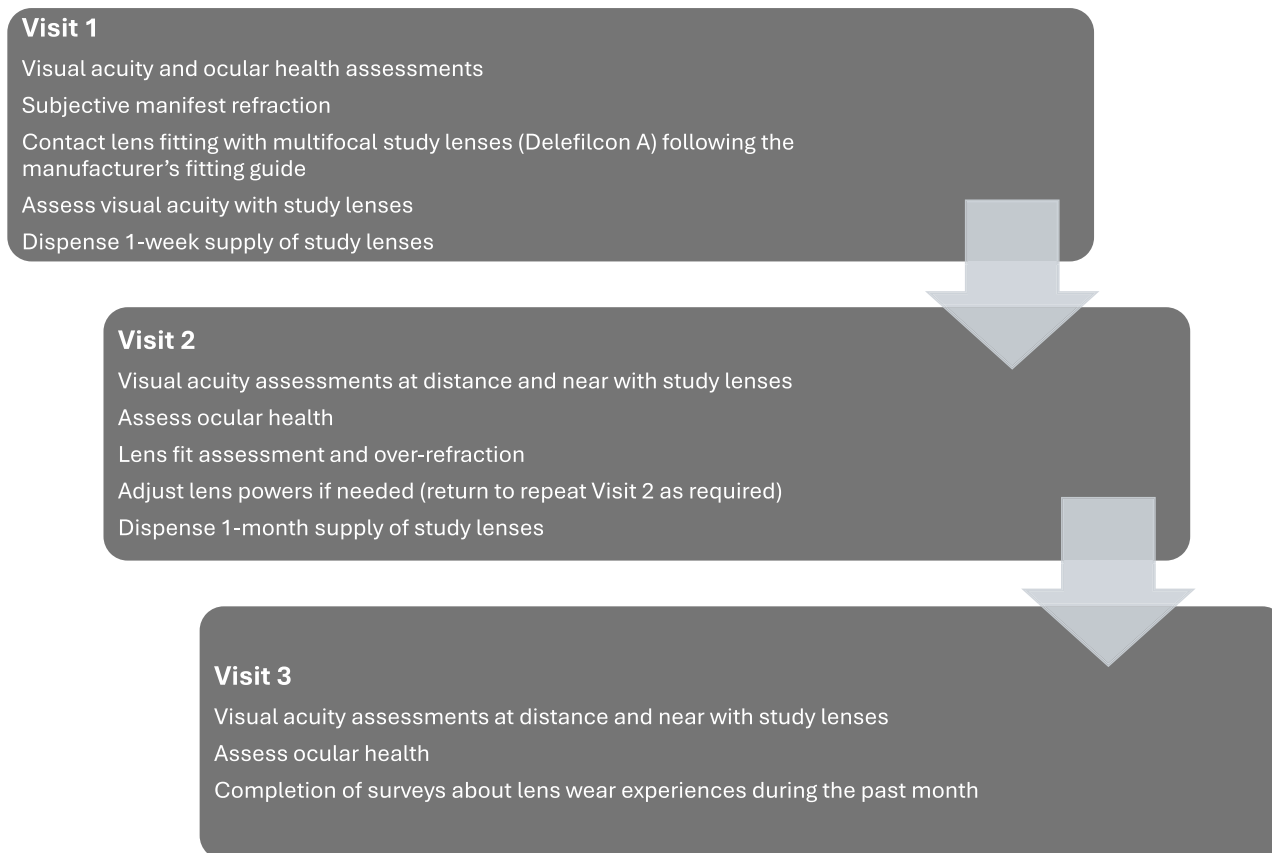 Visit 1
Visual acuity and ocular health assessments
Subjective manifest refraction
Contact lens fitting with multifocal study lenses (Delefilcon A) following the
manufacturer’s fitting guide
Assess visual acuity with study lenses
Dispense 1-week supply of study lenses
Visit 2
Visual acuity assessments at distance and near with study lenses
Assess ocular health
Lens fit assessment and over-refraction
Adjust lens powers if needed (return to repeat Visit 2 as required)
Dispense 1-month supply of study lenses
Visit 3
Visual acuity assessments at distance and near with study lenses
Assess ocular health
Completion of surveys about lens wear experiences during the past month